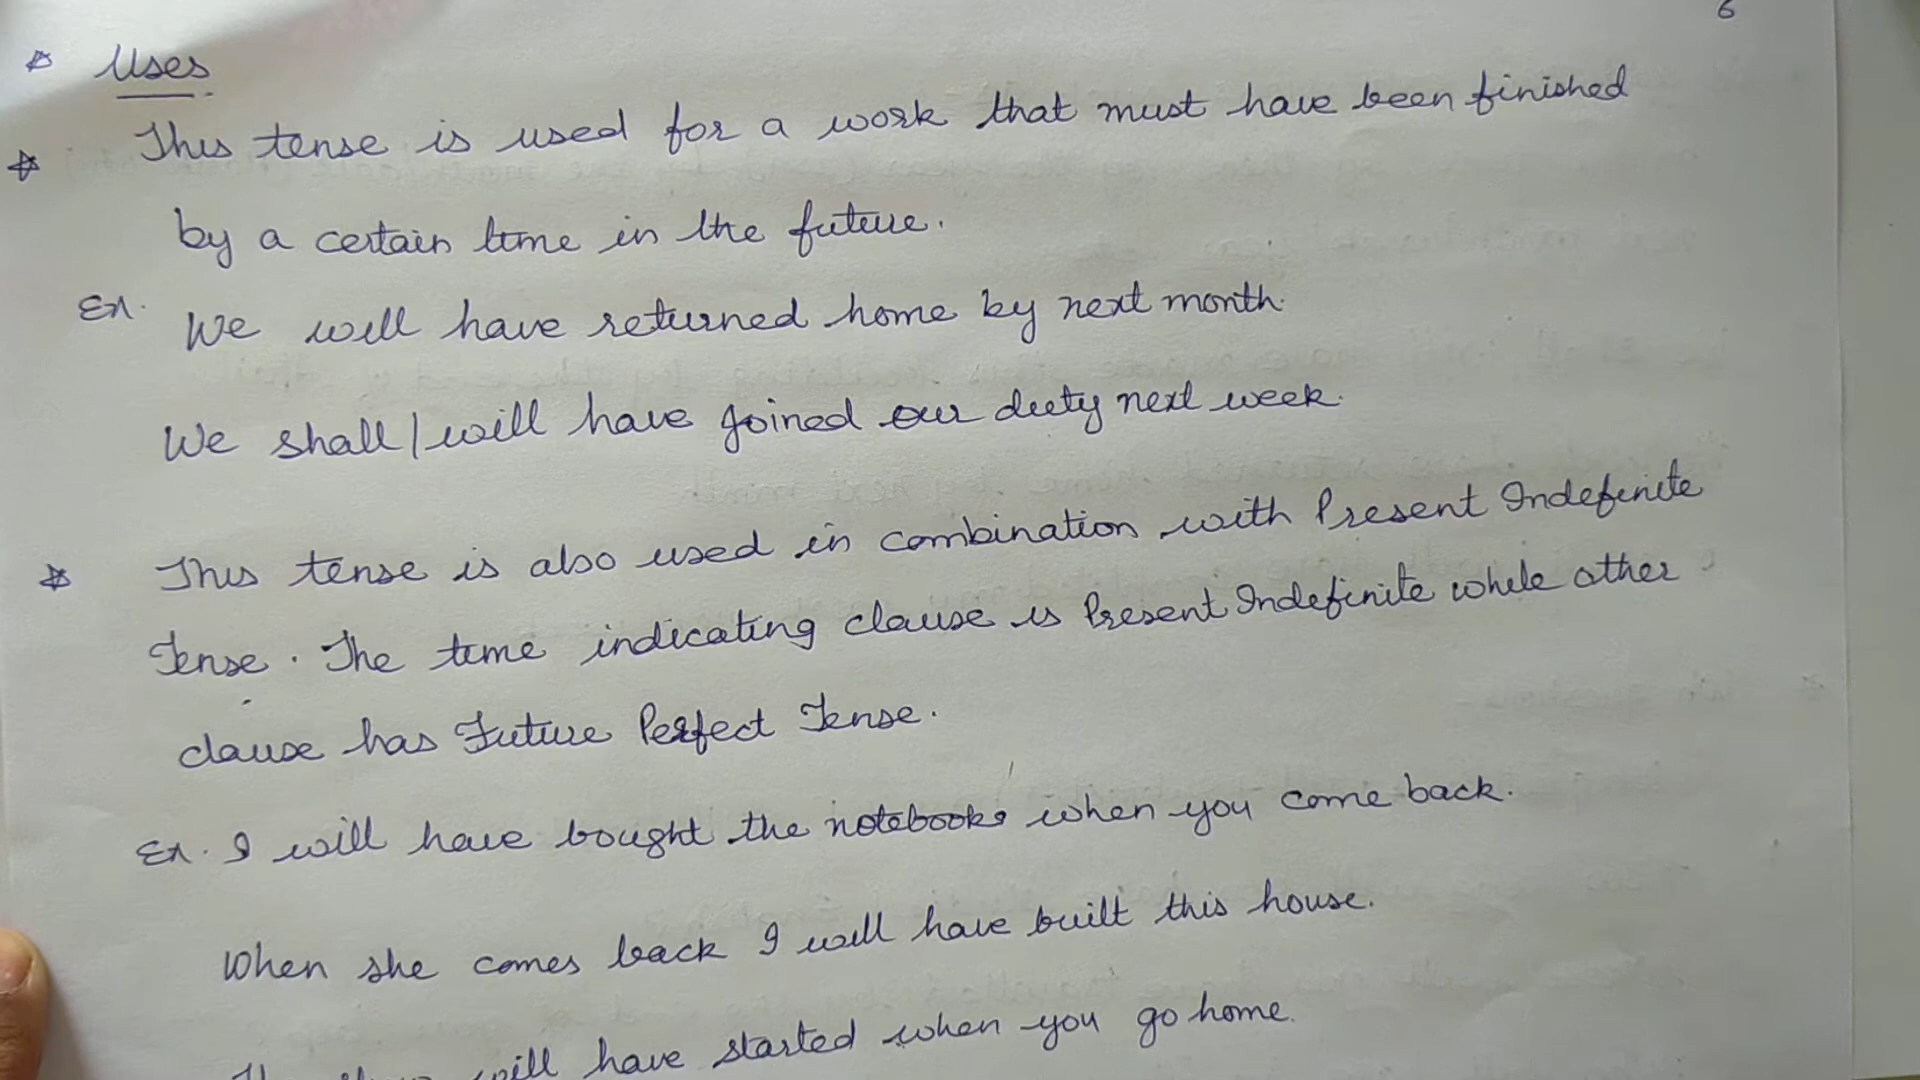 6
☆ Uses
☆ This tense is used for a work that must have been finished
by a certain time in the future.
Ex. We will have returned home by next month.
We shall/will have joined our duty next week.
☆ This tense is also used in combination with Present Indefinite
Tense. The time indicating clause is Present Indefinite while other
clause has Future Perfect Tense.
Ex. I will have bought the notebooks when you come back.
When she comes back I will have built this house.
will have started when you go home.